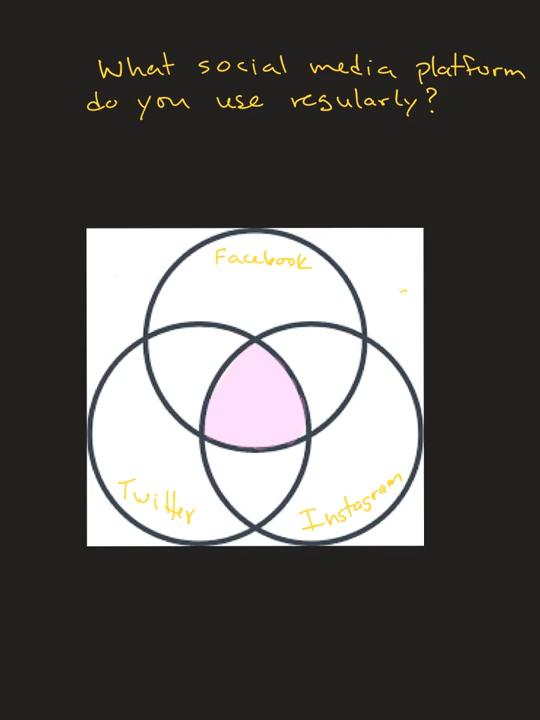 What social media platform
do you use regularly?
Facebook
Twitter
Instagram